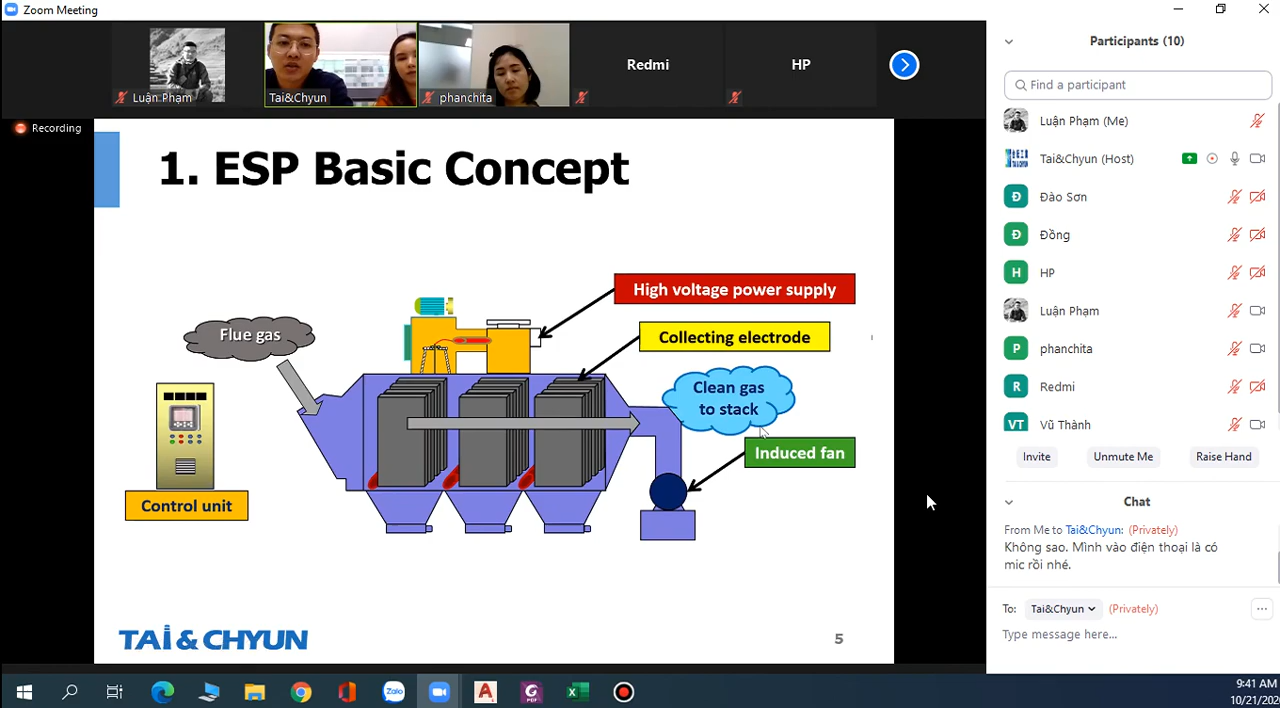 Zoom Meeting
Luận Phạm
Tai&Chyun
phanchita
Redmi
HP
Recording
1. ESP Basic Concept
High voltage power supply
Flue gas
Collecting electrode
Clean gas
to stack
Induced fan
Control unit
TAI & CHYUN
5
Participants (10)
Find a participant
Luận Phạm (Me)
Tai&Chyun (Host)
Đ Đào Sơn
Đ Đồng
H HP
Luận Phạm
P phanchita
R Redmi
VT Vũ Thành
Invite
Unmute Me
Raise Hand
Chat
From Me to Tai&Chyun: (Privately)
Không sao. Mình vào điện thoại là có
mic rồi nhé.
To: Tai&Chyun (Privately)
Type message here...
Zalo
9:41 AM